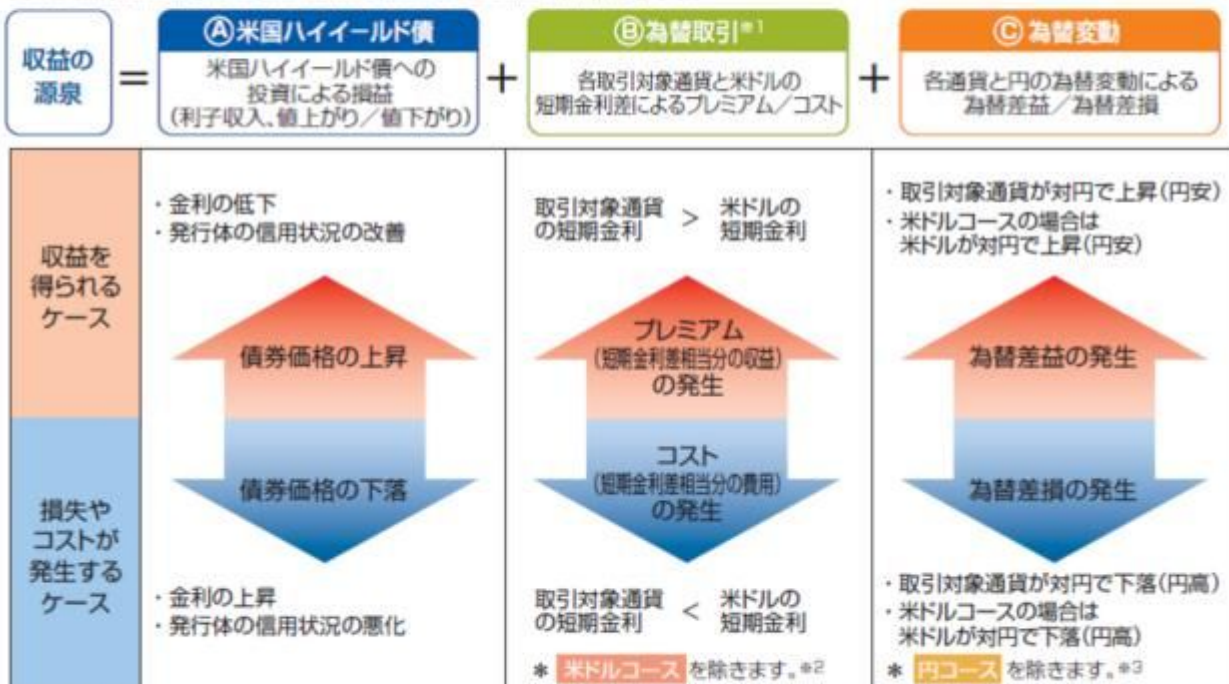 収益の
源泉
=
Ⓐ米国ハイイールド債
米国ハイイールド債への
投資による損益
(利子収入、値上がり/値下がり)
+
Ⓑ為替取引※1
各取引対象通貨と米ドルの
短期金利差によるプレミアム/コスト
+
Ⓒ為替変動
各通貨と円の為替変動による
為替差益/為替差損
収益を
得られる
ケース
・金利の低下
・発行体の信用状況の改善
債券価格の上昇
取引対象通貨
の短期金利
>
米ドルの
短期金利
プレミアム
(短期金利差相当分の収益)
の発生
・取引対象通貨が対円で上昇(円安)
・米ドルコースの場合は
米ドルが対円で上昇(円安)
為替差益の発生
損失や
コストが
発生する
ケース
債券価格の下落
・金利の上昇
・発行体の信用状況の悪化
コスト
(短期金利差相当分の費用)
の発生
取引対象通貨
の短期金利
<
米ドルの
短期金利
* 米ドルコース を除きます。※2
為替差損の発生
・取引対象通貨が対円で下落(円高)
・米ドルコースの場合は
米ドルが対円で下落(円高)
* 円コース を除きます。※3